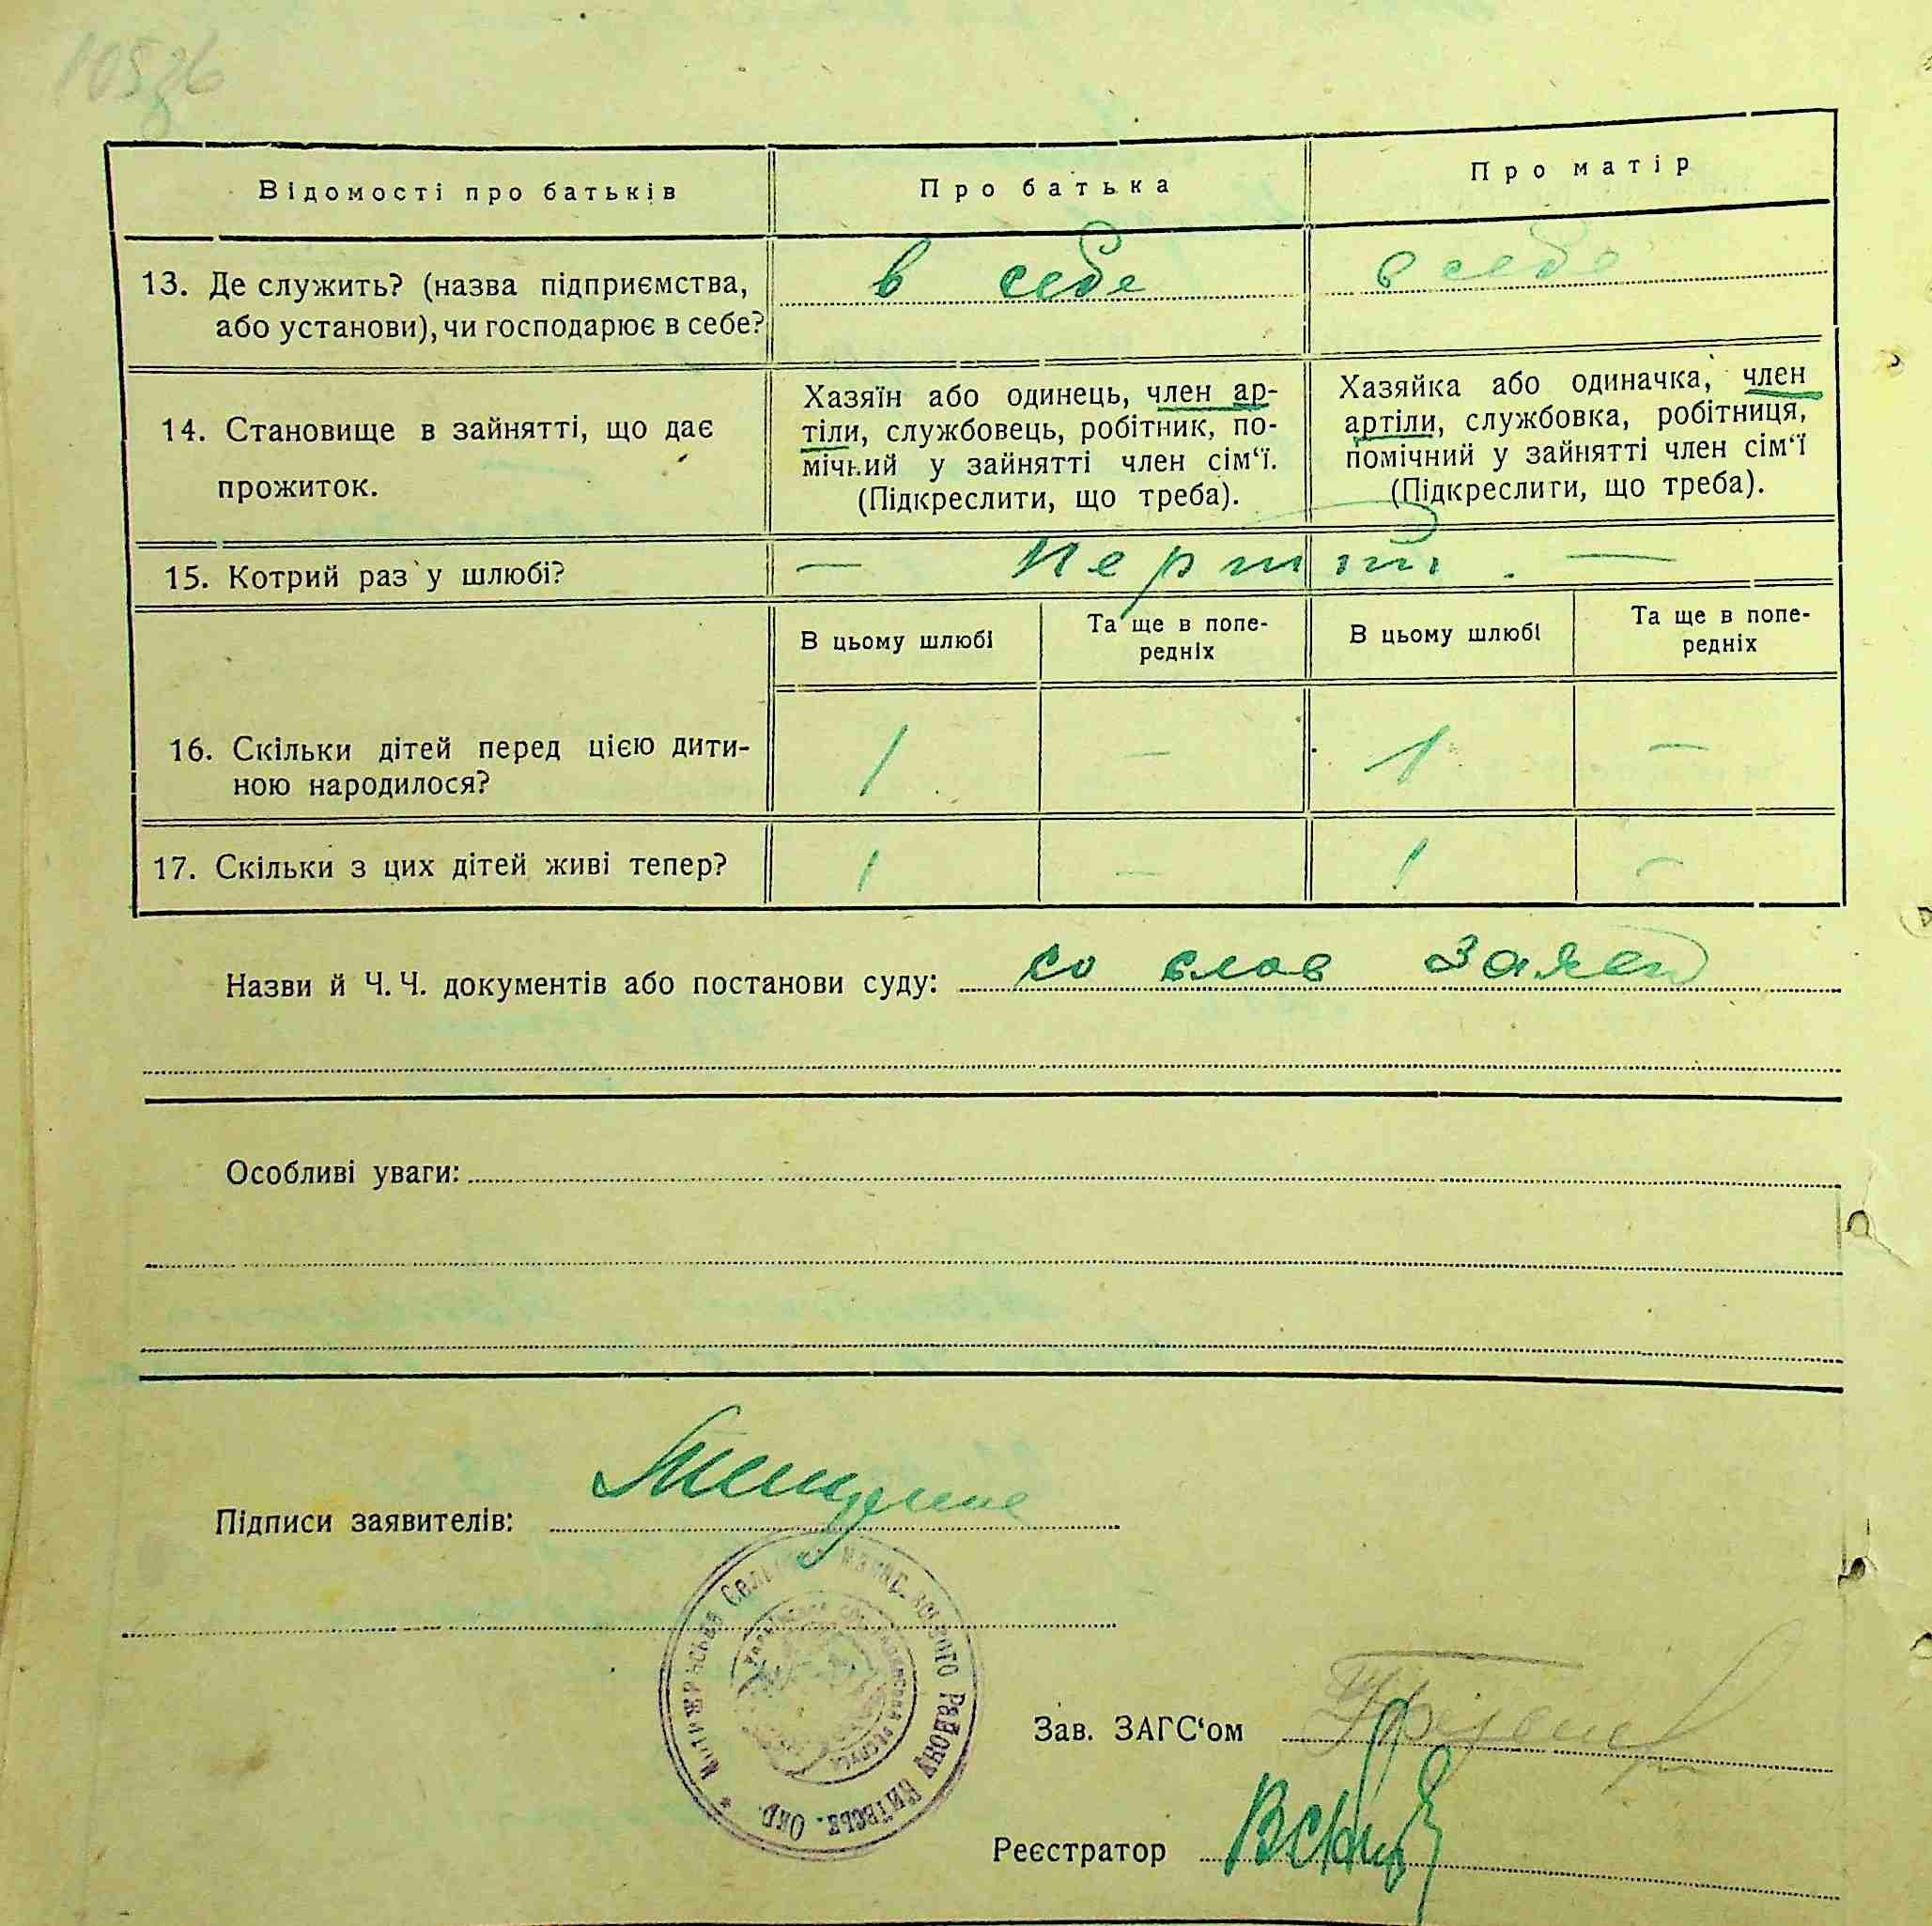 Відомості про батьків
Про батька
Про матір
13. Де служить? (назва підприємства,
або установи), чи господарює в себе?
в себе
в себе
14. Становище в зайнятті, що дає
прожиток.
Хазяїн або одинець, член ар-
тіли, службовець, робітник, по-
мічний у зайнятті член сім‘ї.
(Підкреслити, що треба).
Хазяйка або одиначка, член
артіли, службовка, робітниця,
помічний у зайнятті член сім‘ї
(Підкреслити, що треба).
15. Котрий раз у шлюбі?
—
—
В цьому шлюбі
Та ще в попе-
редніх
В цьому шлюбі
Та ще в попе-
редніх
16. Скільки дітей перед цією дити-
ною народилося?
1 — 1 —
17. Скільки з цих дітей живі тепер?
1 — 1 —
Назви й Ч. Ч. документів або постанови суду: со слов
Особливі уваги:
Підписи заявителів:
Району Київськ. Окр.
Зав. ЗАГС‘ом
Реєстратор